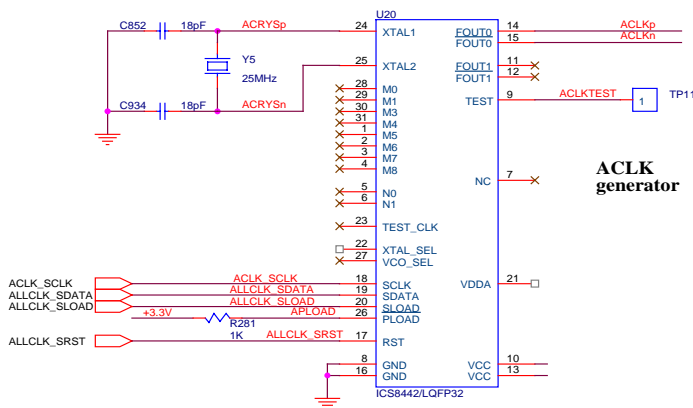 U20
C852 18pF ACRYSp 24 XTAL1 FOUT0 14 ACLKp
FOUT0 15 ACLKn
Y5
25MHz
25 XTAL2 FOUT1 11
FOUT1 12
C934 18pF ACRYSn
28 M0
29 M1 TEST 9 ACLKTEST 1 TP11
30 M3
31 M4
1 M5
2 M6
3 M7
4 M8
ACLK
generator
NC 7
5 N0
6 N1
23 TEST_CLK
22 XTAL_SEL
27 VCO_SEL
ACLK_SCLK ACLK_SCLK 18 SCLK VDDA 21
ALLCLK_SDATA ALLCLK_SDATA 19 SDATA
ALLCLK_SLOAD ALLCLK_SLOAD 20 SLOAD
+3.3V R281 APLOAD 26 PLOAD
1K
ALLCLK_SRST ALLCLK_SRST 17 RST
8 GND VCC 10
16 GND VCC 13
ICS8442/LQFP32